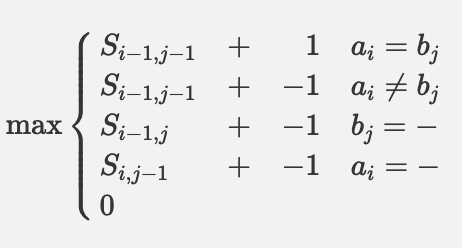 S_{i-1,j-1} + 1 a_i = b_j
S_{i-1,j-1} + -1 a_i ≠ b_j
max { S_{i-1,j} + -1 b_j = -
S_{i,j-1} + -1 a_i = -
0